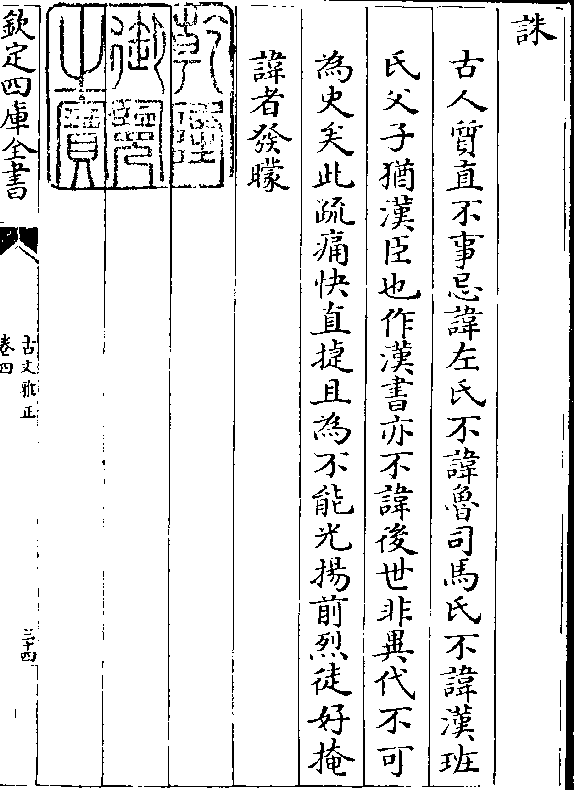 誅
古人質直不事忌諱左氏不諱魯司馬氏不諱漢班
氏父子猶漢臣也作漢書亦不諱後世非異代不可
為史矣此疏痛快直捷且為不能光揚前烈徒好掩
諱者發矇
乾隆
御覽
之寶
欽定四庫全書
古文雅正
卷四
三十四